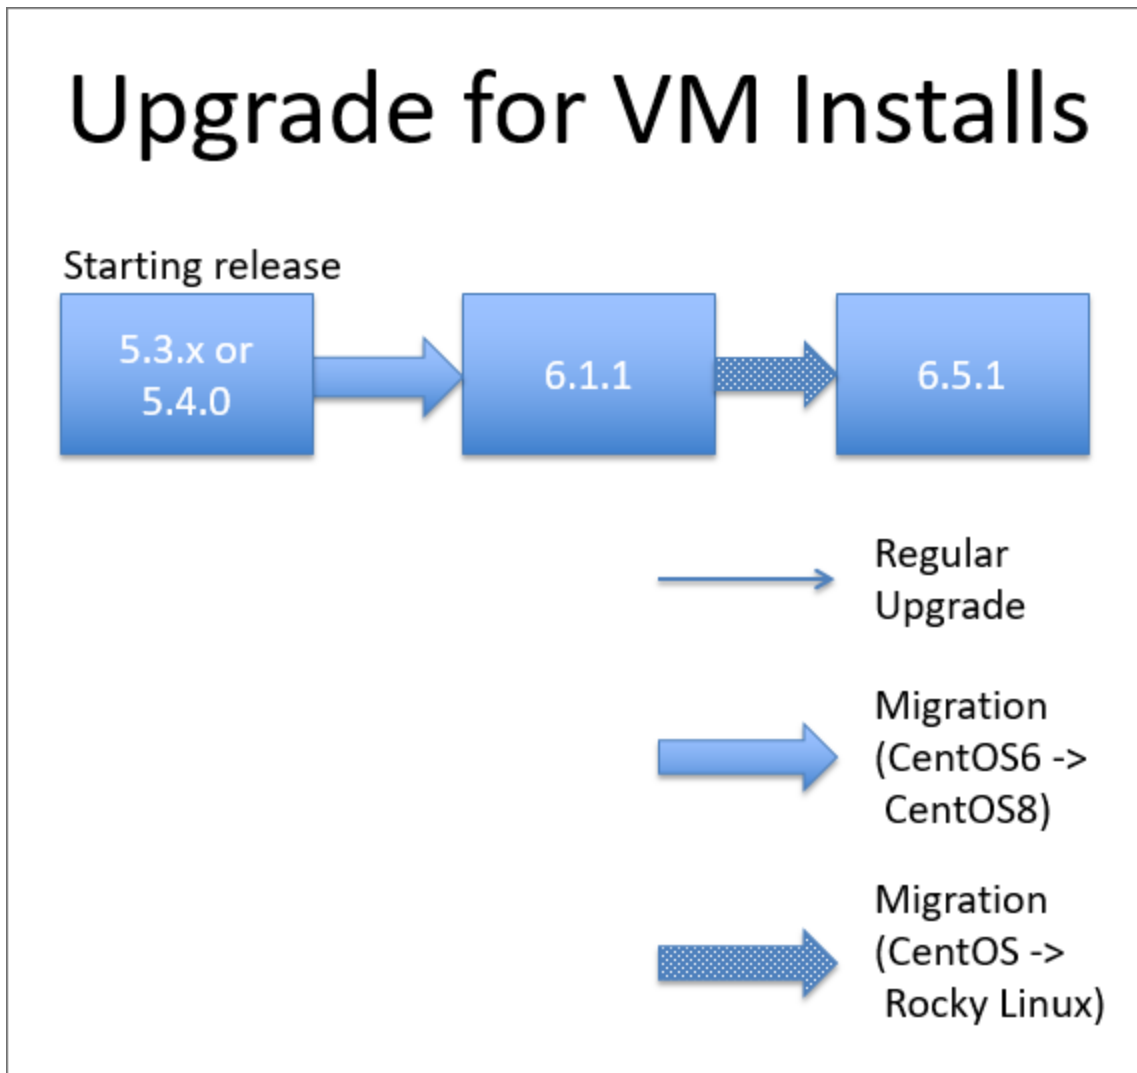 Upgrade for VM Installs
Starting release
5.3.x or
5.4.0
6.1.1
6.5.1
Regular
Upgrade
Migration
(CentOS6 ->
CentOS8)
Migration
(CentOS ->
Rocky Linux)